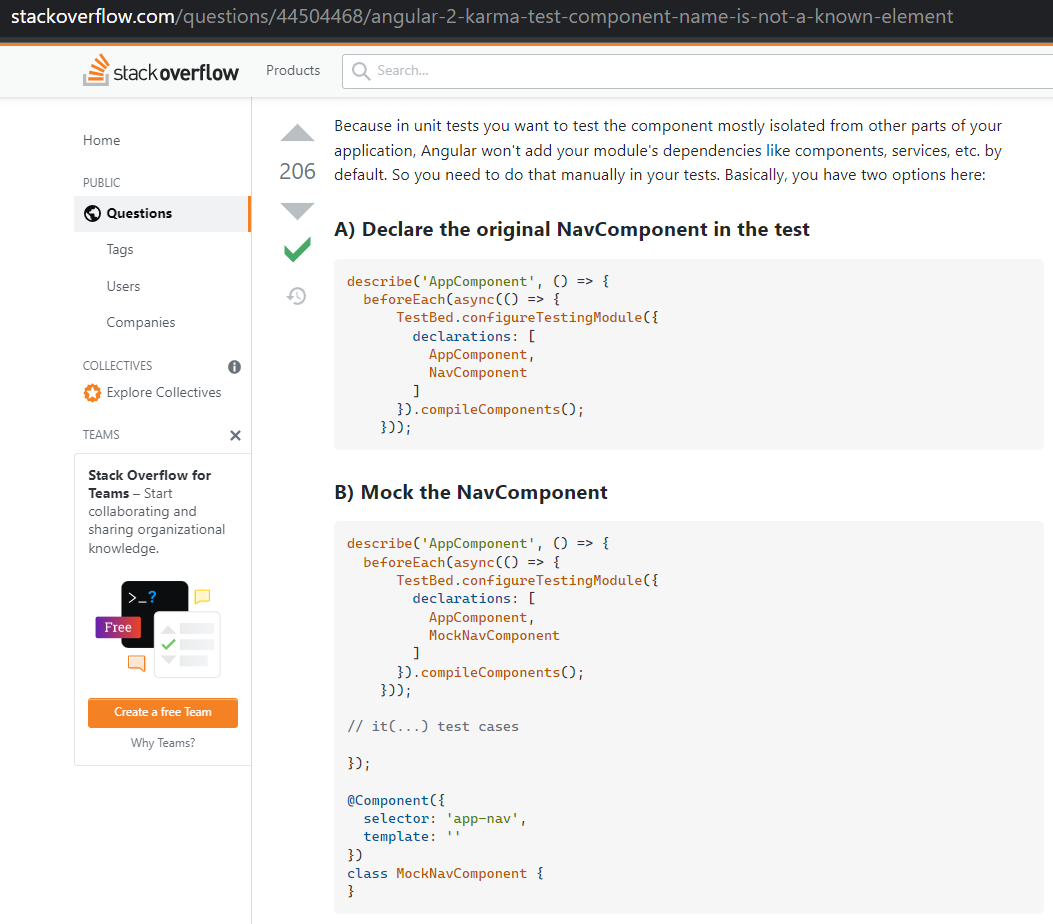 stackoverflow.com/questions/44504468/angular-2-karma-test-component-name-is-not-a-known-element
stackoverflow
Products
Search...
Home
PUBLIC
Questions
Tags
Users
Companies
COLLECTIVES
Explore Collectives
TEAMS
Stack Overflow for
Teams – Start
collaborating and
sharing organizational
knowledge.
>_?
Free
Create a free Team
Why Teams?
206
Because in unit tests you want to test the component mostly isolated from other parts of your
application, Angular won't add your module's dependencies like components, services, etc. by
default. So you need to do that manually in your tests. Basically, you have two options here:
A) Declare the original NavComponent in the test
describe('AppComponent', () => {
  beforeEach(async(() => {
      TestBed.configureTestingModule({
        declarations: [
          AppComponent,
          NavComponent
        ]
      }).compileComponents();
    }));
B) Mock the NavComponent
describe('AppComponent', () => {
  beforeEach(async(() => {
      TestBed.configureTestingModule({
        declarations: [
          AppComponent,
          MockNavComponent
        ]
      }).compileComponents();
    }));
// it(...) test cases
});
@Component({
  selector: 'app-nav',
  template: ''
})
class MockNavComponent {
}